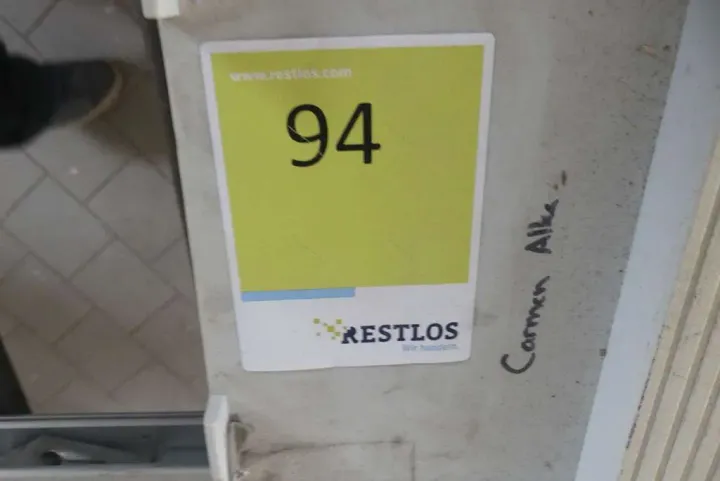 www.restlos.com
94
RESTLOS
Wir handeln.
Carmen Alke